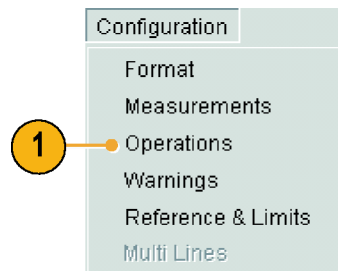 Configuration
Format
Measurements
1
Operations
Warnings
Reference & Limits
Multi Lines